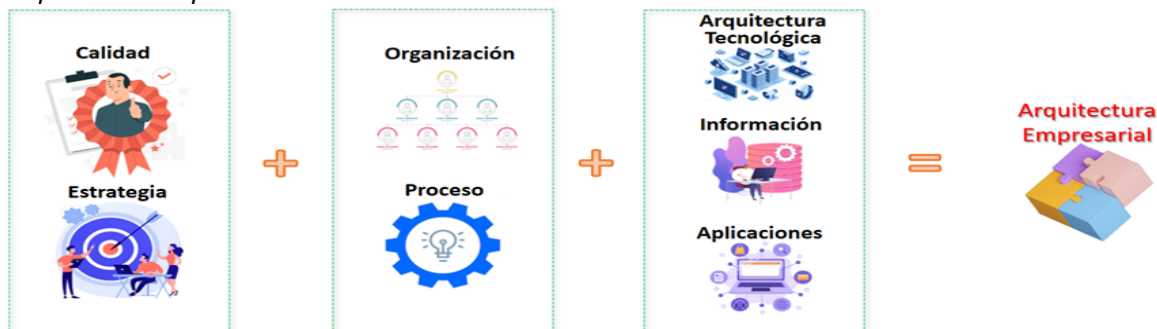 Calidad
Estrategia
Organización
Proceso
Arquitectura
Tecnológica
Información
Aplicaciones
Arquitectura
Empresarial